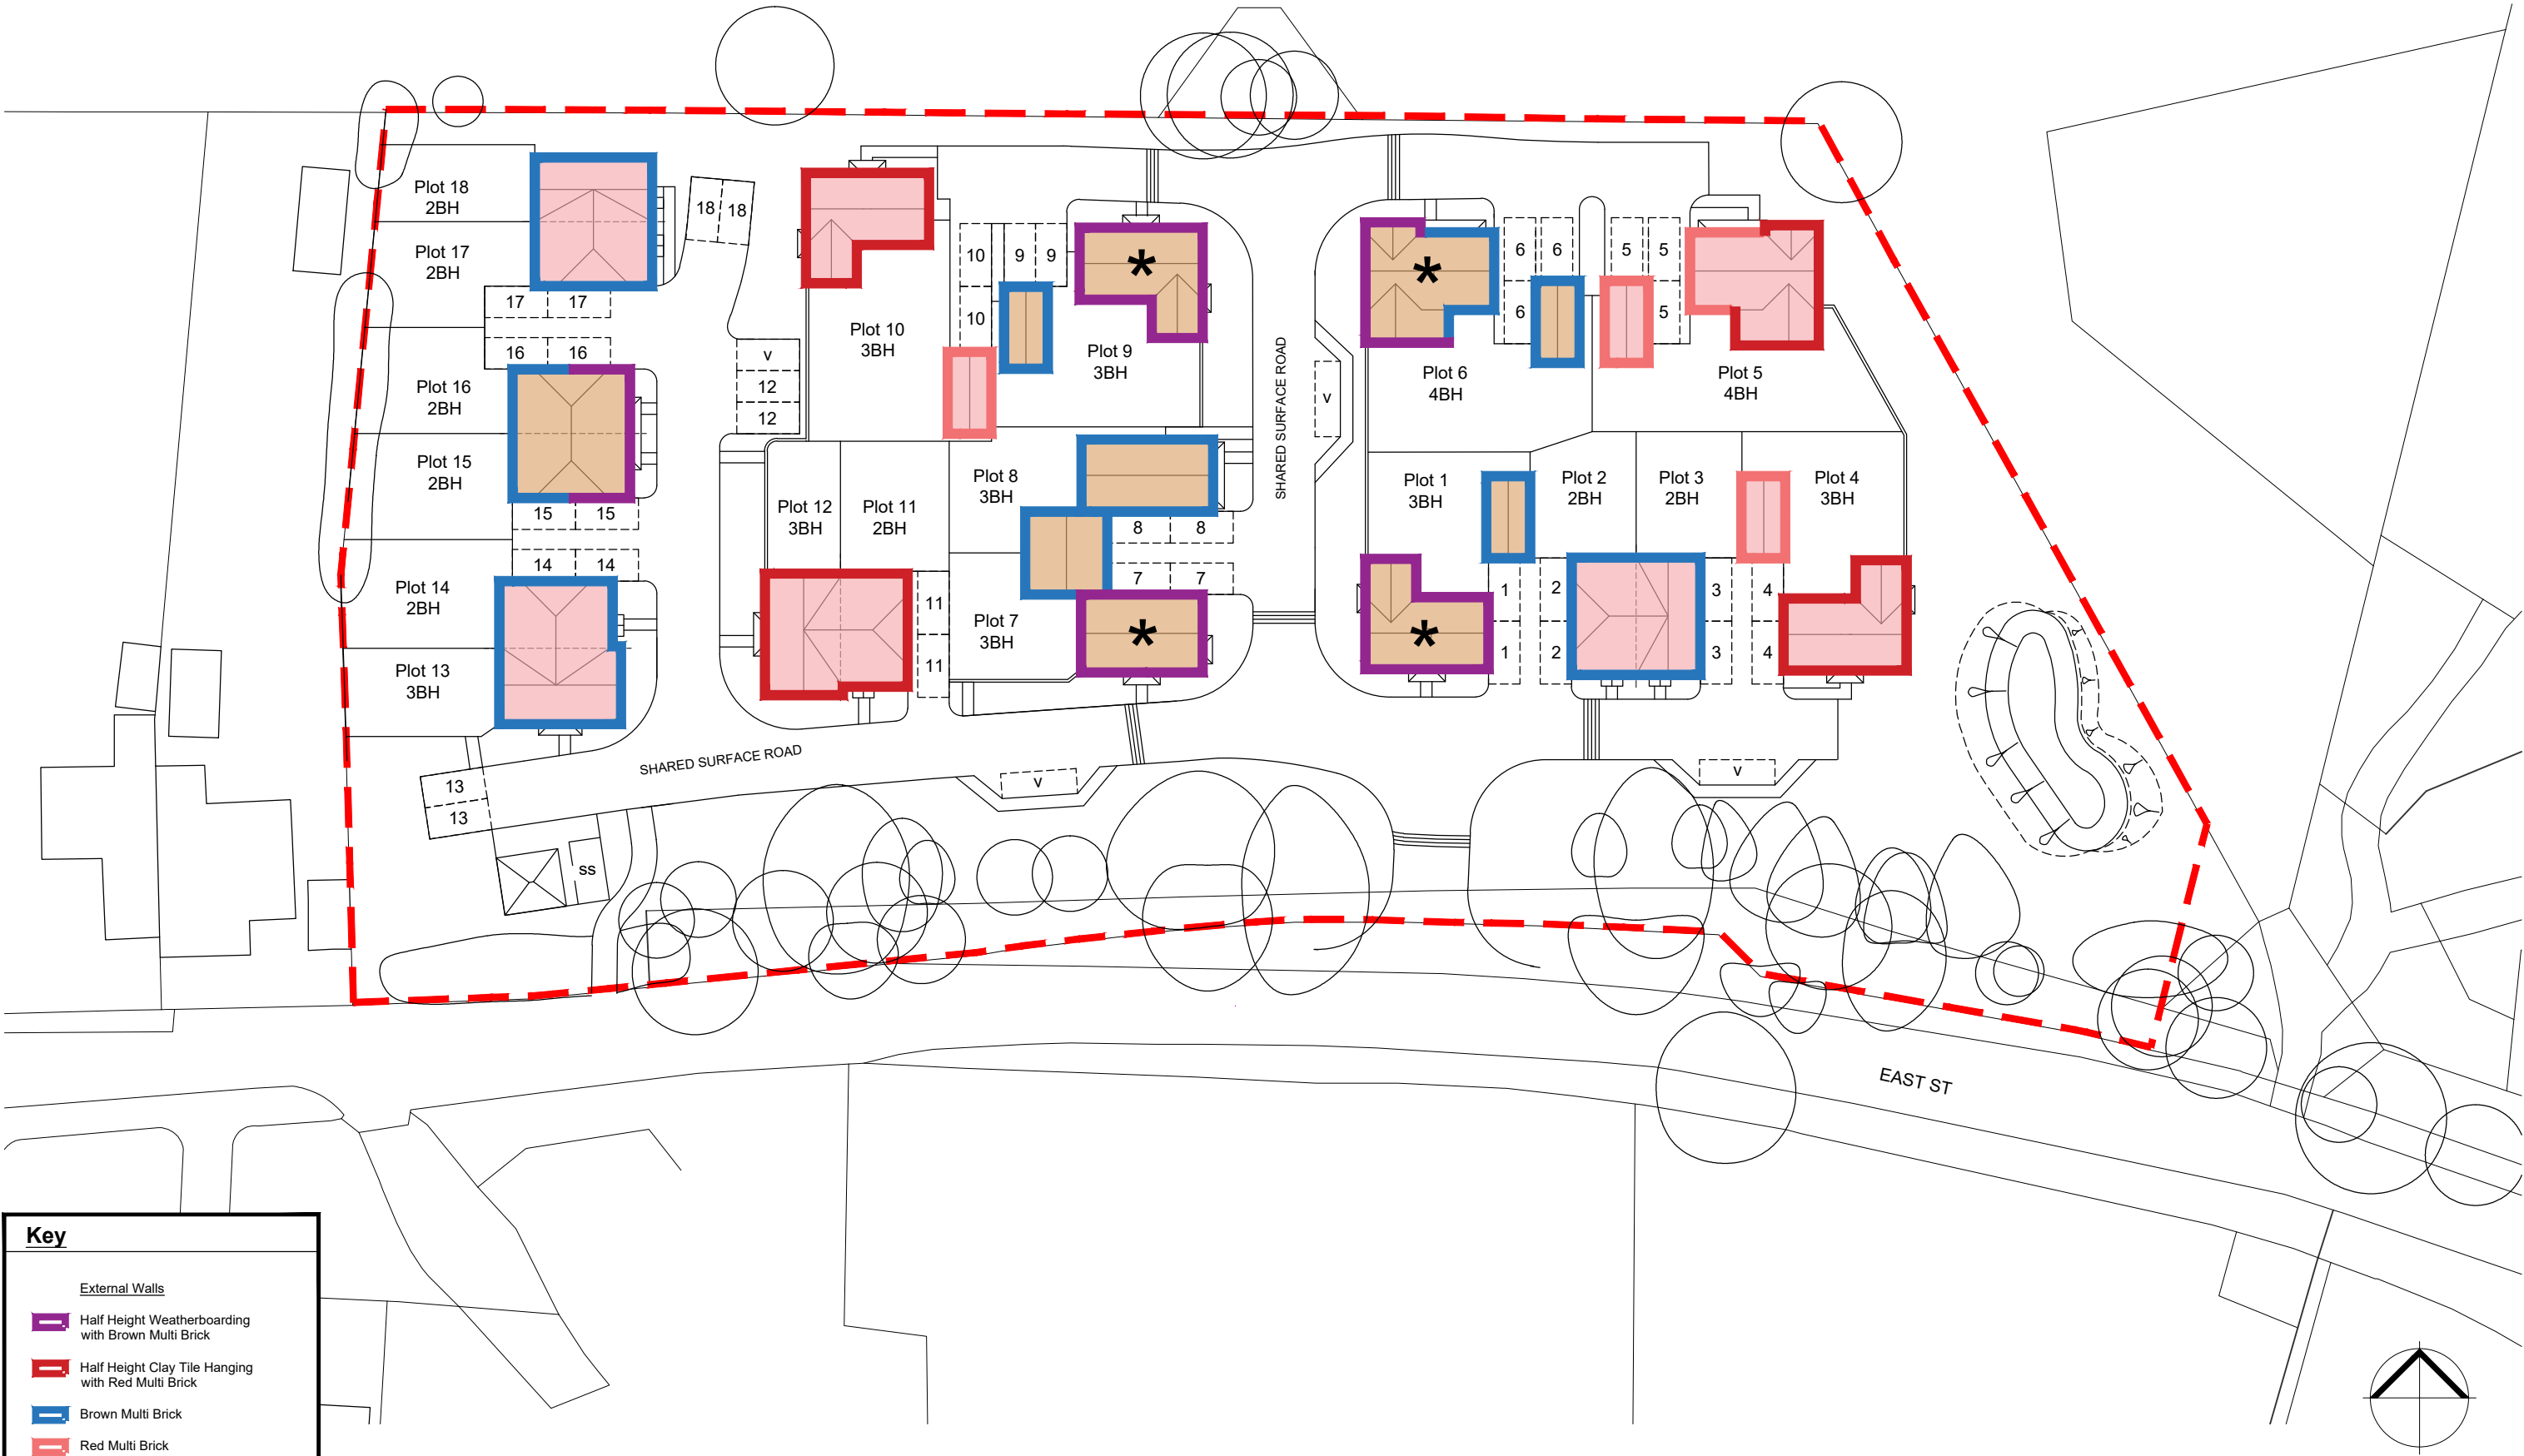 Plot 18
2BH
18
18
Plot 17
2BH
17
17
16
16
Plot 16
2BH
Plot 15
2BH
15
15
14
14
Plot 14
2BH
Plot 13
3BH
13
13
ss
v
12
12
Plot 10
3BH
10
10
9
9
*
Plot 9
3BH
Plot 12
3BH
Plot 11
2BH
11
11
Plot 8
3BH
8
8
7
7
Plot 7
3BH
*
SHARED SURFACE ROAD
v
SHARED SURFACE ROAD
v
*
6
6
6
5
5
5
Plot 6
4BH
Plot 5
4BH
Plot 1
3BH
Plot 2
2BH
Plot 3
2BH
Plot 4
3BH
*
1
1
2
2
3
3
4
4
v
EAST ST
Key
External Walls
Half Height Weatherboarding
with Brown Multi Brick
Half Height Clay Tile Hanging
with Red Multi Brick
Brown Multi Brick
Red Multi Brick